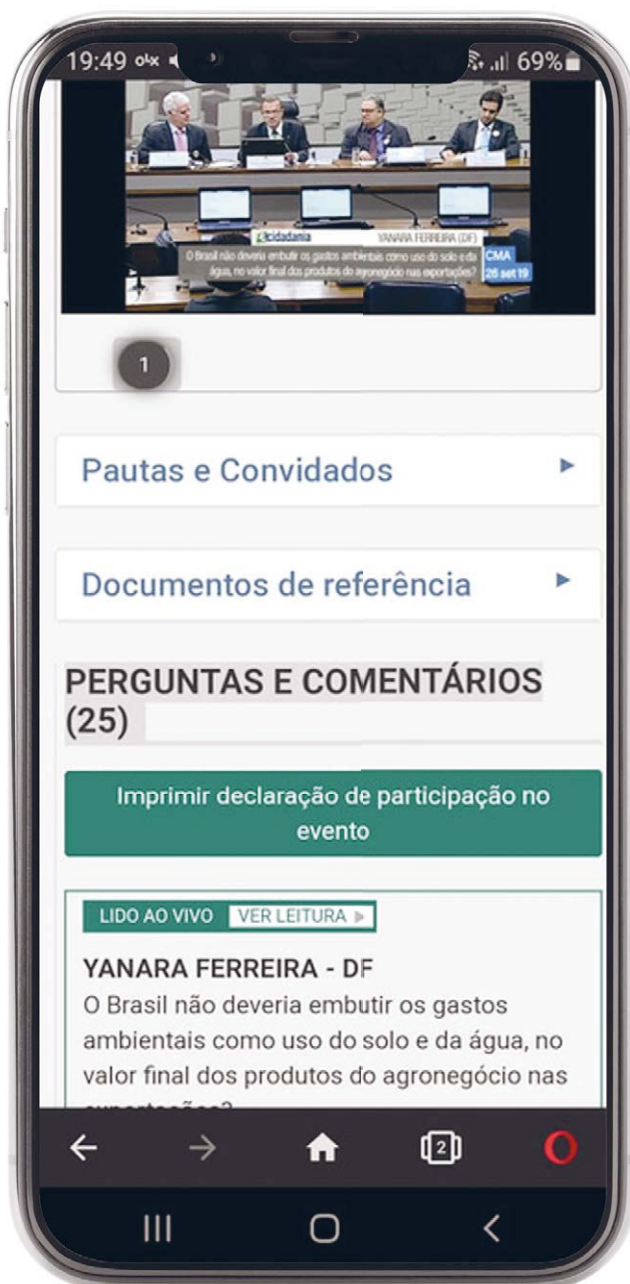 19:49 OLX 69%
ecidadania YANARA FERREIRA (DF)
O Brasil não deveria embutir os gastos ambientais como uso do solo e da
água, no valor final dos produtos do agronegócio nas exportações?
CMA
26 set 19
1
Pautas e Convidados
Documentos de referência
PERGUNTAS E COMENTÁRIOS
(25)
Imprimir declaração de participação no
evento
LIDO AO VIVO VER LEITURA
YANARA FERREIRA - DF
O Brasil não deveria embutir os gastos
ambientais como uso do solo e da água, no
valor final dos produtos do agronegócio nas
exportações?
2